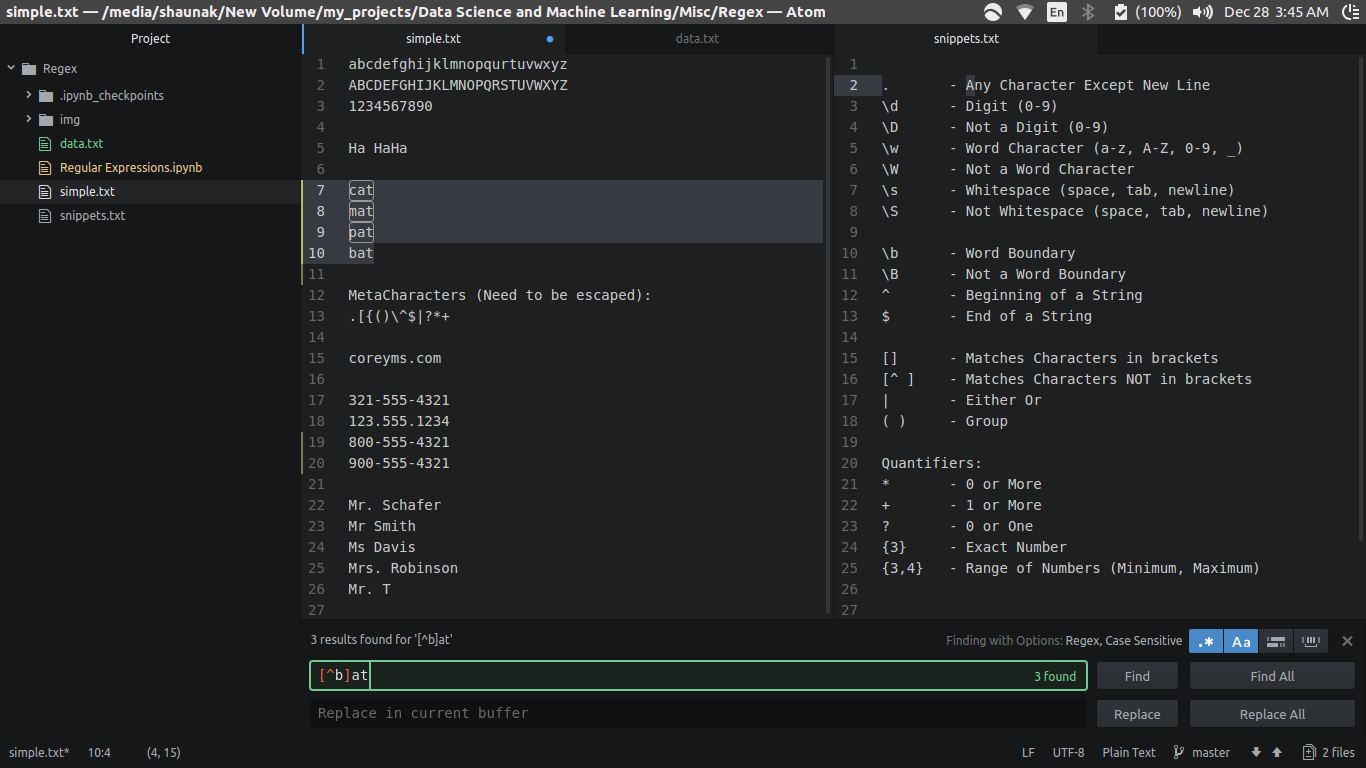 simple.txt — /media/shaunak/New Volume/my_projects/Data Science and Machine Learning/Misc/Regex — Atom
En (100%) Dec 28 3:45 AM
Project
Regex
.ipynb_checkpoints
img
data.txt
Regular Expressions.ipynb
simple.txt
snippets.txt
simple.txt
data.txt
1 abcdefghijklmnopqurtuvwxyz
2 ABCDEFGHIJKLMNOPQRSTUVWXYZ
3 1234567890
4
5 Ha HaHa
6
7 cat
8 mat
9 pat
10 bat
11
12 MetaCharacters (Need to be escaped):
13 .[{()\^$|?*+
14
15 coreyms.com
16
17 321-555-4321
18 123.555.1234
19 800-555-4321
20 900-555-4321
21
22 Mr. Schafer
23 Mr Smith
24 Ms Davis
25 Mrs. Robinson
26 Mr. T
27
snippets.txt
1
2 . - Any Character Except New Line
3 \d - Digit (0-9)
4 \D - Not a Digit (0-9)
5 \w - Word Character (a-z, A-Z, 0-9, _)
6 \W - Not a Word Character
7 \s - Whitespace (space, tab, newline)
8 \S - Not Whitespace (space, tab, newline)
9
10 \b - Word Boundary
11 \B - Not a Word Boundary
12 ^ - Beginning of a String
13 $ - End of a String
14
15 [] - Matches Characters in brackets
16 [^ ] - Matches Characters NOT in brackets
17 | - Either Or
18 ( ) - Group
19
20 Quantifiers:
21 * - 0 or More
22 + - 1 or More
23 ? - 0 or One
24 {3} - Exact Number
25 {3,4} - Range of Numbers (Minimum, Maximum)
26
27
3 results found for '[^b]at'
Finding with Options: Regex, Case Sensitive
.* Aa
[^b]at
3 found
Find
Find All
Replace in current buffer
Replace
Replace All
simple.txt* 10:4 (4, 15)
LF UTF-8 Plain Text master 2 files